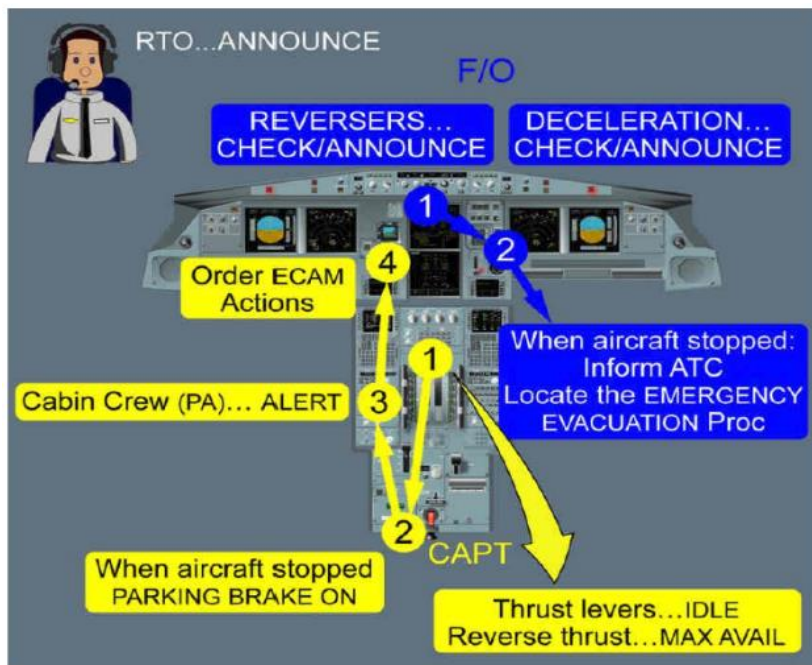 RTO...ANNOUNCE
F/O
REVERSERS...
CHECK/ANNOUNCE
DECELERATION...
CHECK/ANNOUNCE
1
2
4
Order ECAM
Actions
1
When aircraft stopped:
Inform ATC
Locate the EMERGENCY
EVACUATION Proc
Cabin Crew (PA)... ALERT
3
2
CAPT
When aircraft stopped
PARKING BRAKE ON
Thrust levers...IDLE
Reverse thrust...MAX AVAIL